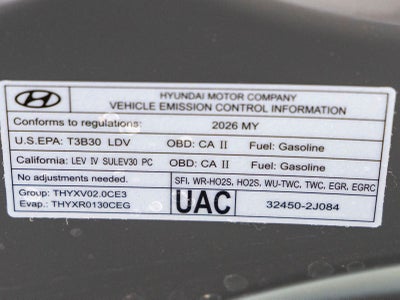 HYUNDAI MOTOR COMPANY
VEHICLE EMISSION CONTROL INFORMATION
Conforms to regulations: 2026 MY
U.S.EPA: T3B30 LDV OBD: CA II Fuel: Gasoline
California: LEV IV SULEV30 PC OBD: CA II Fuel: Gasoline
No adjustments needed. SFI, WR-HO2S, HO2S, WU-TWC, TWC, EGR, EGRC
Group: THYXV02.0CE3
Evap.: THYXR0130CEG UAC 32450-2J084